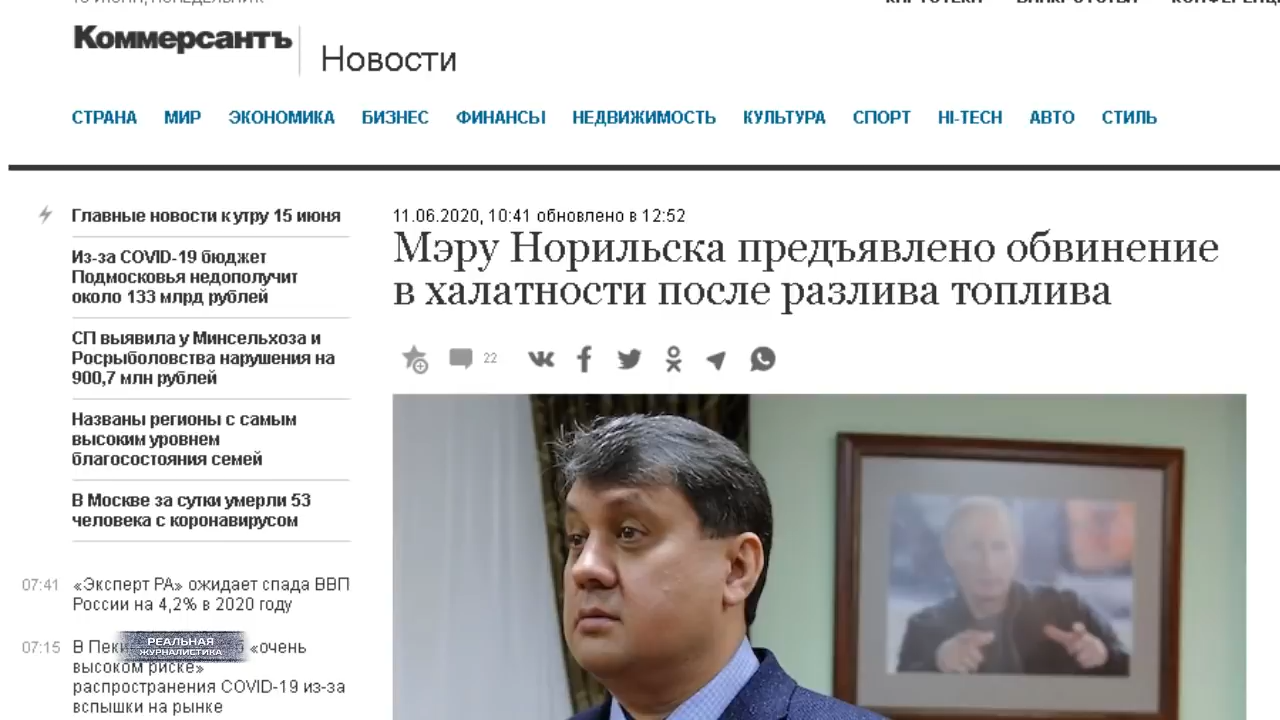 Коммерсантъ
Новости
СТРАНА МИР ЭКОНОМИКА БИЗНЕС ФИНАНСЫ НЕДВИЖИМОСТЬ КУЛЬТУРА СПОРТ HI-TECH АВТО СТИЛЬ
Главные новости к утру 15 июня
Из-за COVID-19 бюджет
Подмосковья недополучит
около 133 млрд рублей
СП выявила у Минсельхоза и
Росрыболовства нарушения на
900,7 млн рублей
Названы регионы с самым
высоким уровнем
благосостояния семей
В Москве за сутки умерли 53
человека с коронавирусом
07:41 «Эксперт РА» ожидает спада ВВП
России на 4,2% в 2020 году
07:15 В «очень
высоком риске»
распространения COVID-19 из-за
вспышки на рынке
РЕАЛЬНАЯ
ЖУРНАЛИСТИКА
11.06.2020, 10:41 обновлено в 12:52
Мэру Норильска предъявлено обвинение
в халатности после разлива топлива
22